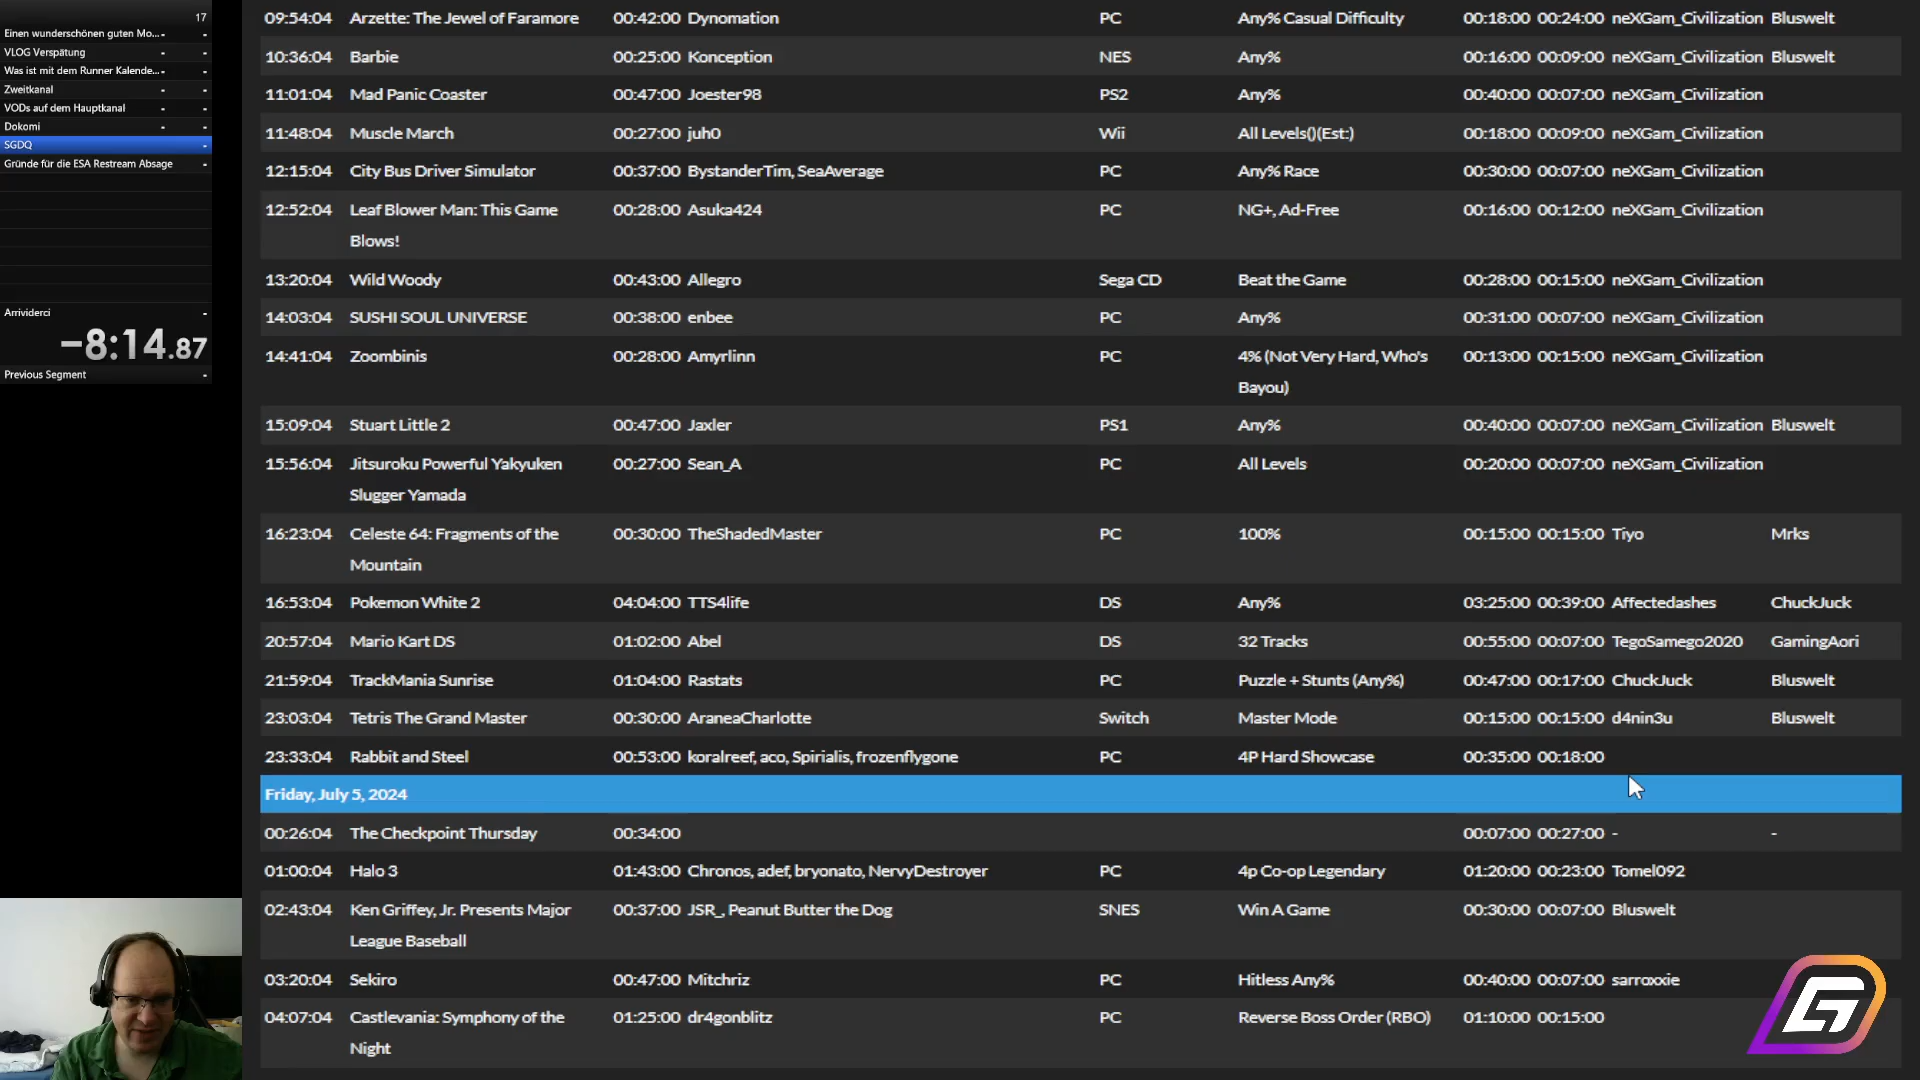 17
Einen wunderschönen guten Mo... - -
VLOG Verspätung - -
Was ist mit dem Runner Kalende... - -
Zweitkanal - -
VODs auf dem Hauptkanal - -
Dokomi - -
SGDQ -
Gründe für die ESA Restream Absage -
Arrividerci -
−8:14.87
Previous Segment -
09:54:04 Arzette: The Jewel of Faramore 00:42:00 Dynomation PC Any% Casual Difficulty 00:18:00 00:24:00 neXGam_Civilization Bluswelt
10:36:04 Barbie 00:25:00 Konception NES Any% 00:16:00 00:09:00 neXGam_Civilization Bluswelt
11:01:04 Mad Panic Coaster 00:47:00 Joester98 PS2 Any% 00:40:00 00:07:00 neXGam_Civilization
11:48:04 Muscle March 00:27:00 juh0 Wii All Levels()(Est:) 00:18:00 00:09:00 neXGam_Civilization
12:15:04 City Bus Driver Simulator 00:37:00 BystanderTim, SeaAverage PC Any% Race 00:30:00 00:07:00 neXGam_Civilization
12:52:04 Leaf Blower Man: This Game 00:28:00 Asuka424 PC NG+, Ad-Free 00:16:00 00:12:00 neXGam_Civilization
Blows!
13:20:04 Wild Woody 00:43:00 Allegro Sega CD Beat the Game 00:28:00 00:15:00 neXGam_Civilization
14:03:04 SUSHI SOUL UNIVERSE 00:38:00 enbee PC Any% 00:31:00 00:07:00 neXGam_Civilization
14:41:04 Zoombinis 00:28:00 Amyrlinn PC 4% (Not Very Hard, Who's 00:13:00 00:15:00 neXGam_Civilization
Bayou)
15:09:04 Stuart Little 2 00:47:00 Jaxler PS1 Any% 00:40:00 00:07:00 neXGam_Civilization Bluswelt
15:56:04 Jitsuroku Powerful Yakyuken 00:27:00 Sean_A PC All Levels 00:20:00 00:07:00 neXGam_Civilization
Slugger Yamada
16:23:04 Celeste 64: Fragments of the 00:30:00 TheShadedMaster PC 100% 00:15:00 00:15:00 Tiyo Mrks
Mountain
16:53:04 Pokemon White 2 04:04:00 TTS4life DS Any% 03:25:00 00:39:00 Affectedashes ChuckJuck
20:57:04 Mario Kart DS 01:02:00 Abel DS 32 Tracks 00:55:00 00:07:00 TegoSamego2020 GamingAori
21:59:04 TrackMania Sunrise 01:04:00 Rastats PC Puzzle + Stunts (Any%) 00:47:00 00:17:00 ChuckJuck Bluswelt
23:03:04 Tetris The Grand Master 00:30:00 AraneaCharlotte Switch Master Mode 00:15:00 00:15:00 d4nin3u Bluswelt
23:33:04 Rabbit and Steel 00:53:00 koralreef, aco, Spirialis, frozenflygone PC 4P Hard Showcase 00:35:00 00:18:00
Friday, July 5, 2024
00:26:04 The Checkpoint Thursday 00:34:00 00:07:00 00:27:00 - -
01:00:04 Halo 3 01:43:00 Chronos, adef, bryonato, NervyDestroyer PC 4p Co-op Legendary 01:20:00 00:23:00 Tomel092
02:43:04 Ken Griffey, Jr. Presents Major 00:37:00 JSR_, Peanut Butter the Dog SNES Win A Game 00:30:00 00:07:00 Bluswelt
League Baseball
03:20:04 Sekiro 00:47:00 Mitchriz PC Hitless Any% 00:40:00 00:07:00 sarroxxie
04:07:04 Castlevania: Symphony of the 01:25:00 dr4gonblitz PC Reverse Boss Order (RBO) 01:10:00 00:15:00
Night